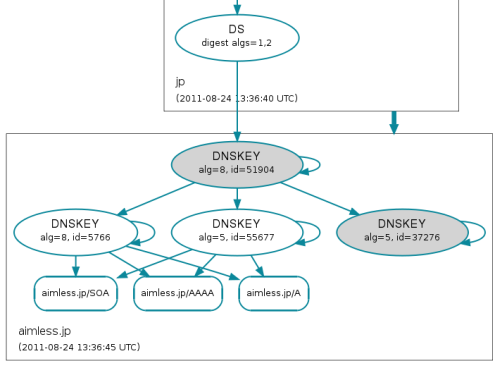 DS
digest algs=1,2
jp
(2011-08-24 13:36:40 UTC)
DNSKEY
alg=8, id=51904
DNSKEY
alg=8, id=5766
DNSKEY
alg=5, id=55677
DNSKEY
alg=5, id=37276
aimless.jp/SOA
aimless.jp/AAAA
aimless.jp/A
aimless.jp
(2011-08-24 13:36:45 UTC)